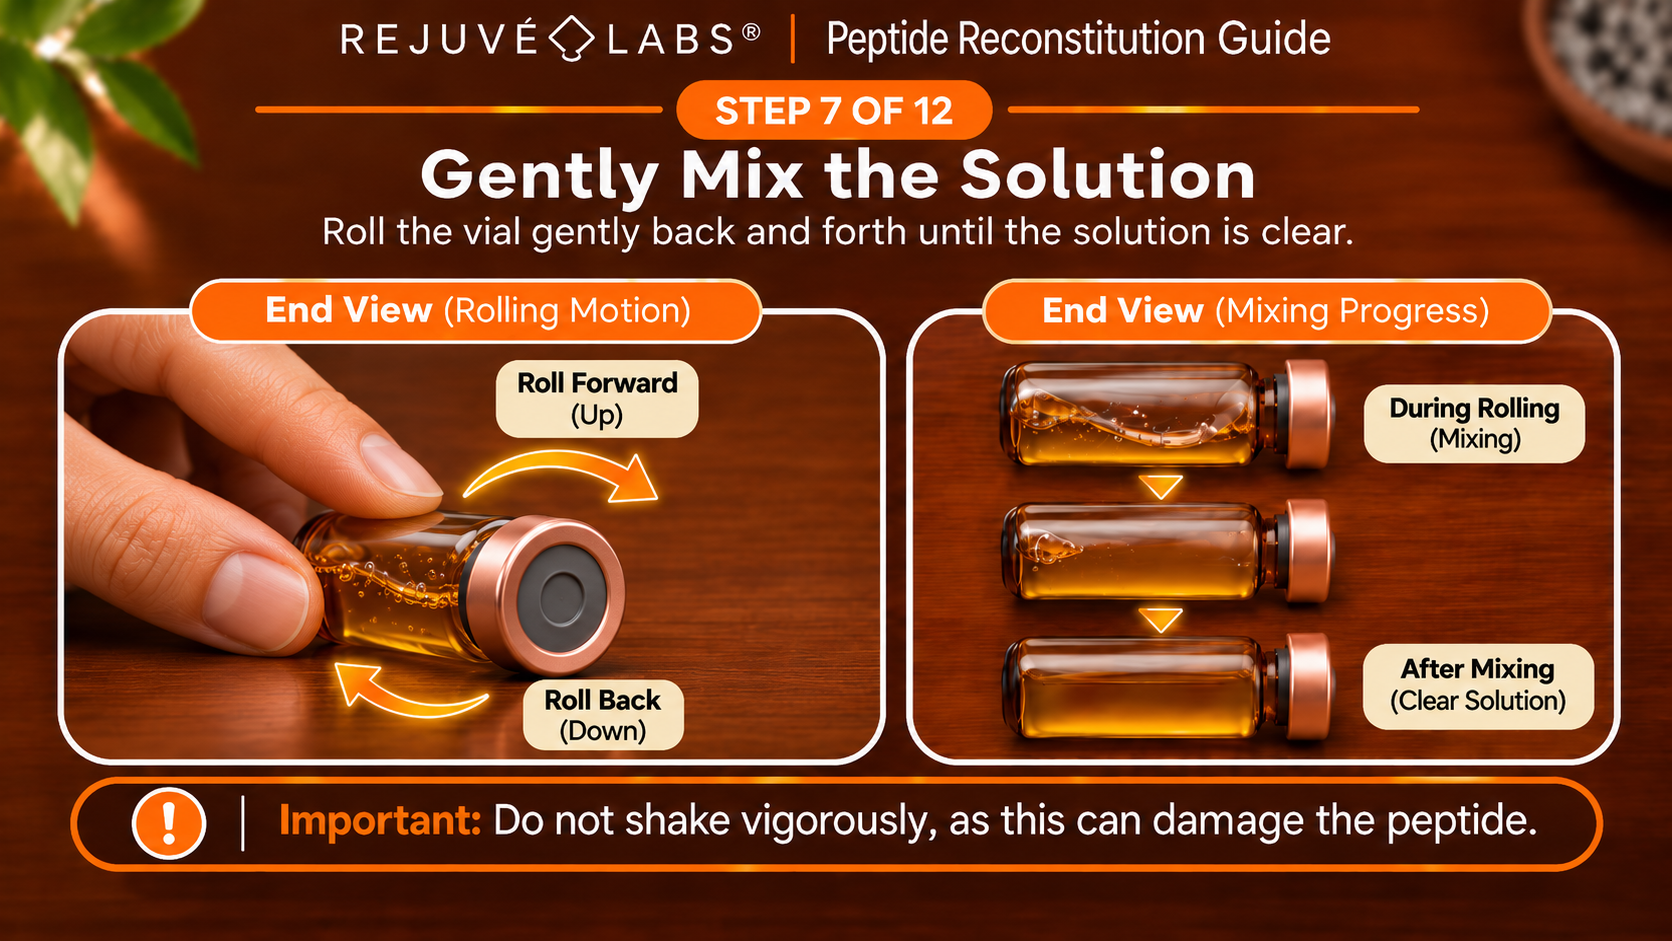 REJUVÉ LABS® | Peptide Reconstitution Guide
STEP 7 OF 12
Gently Mix the Solution
Roll the vial gently back and forth until the solution is clear.
End View (Rolling Motion)
Roll Forward
(Up)
Roll Back
(Down)
End View (Mixing Progress)
During Rolling
(Mixing)
After Mixing
(Clear Solution)
! | Important: Do not shake vigorously, as this can damage the peptide.